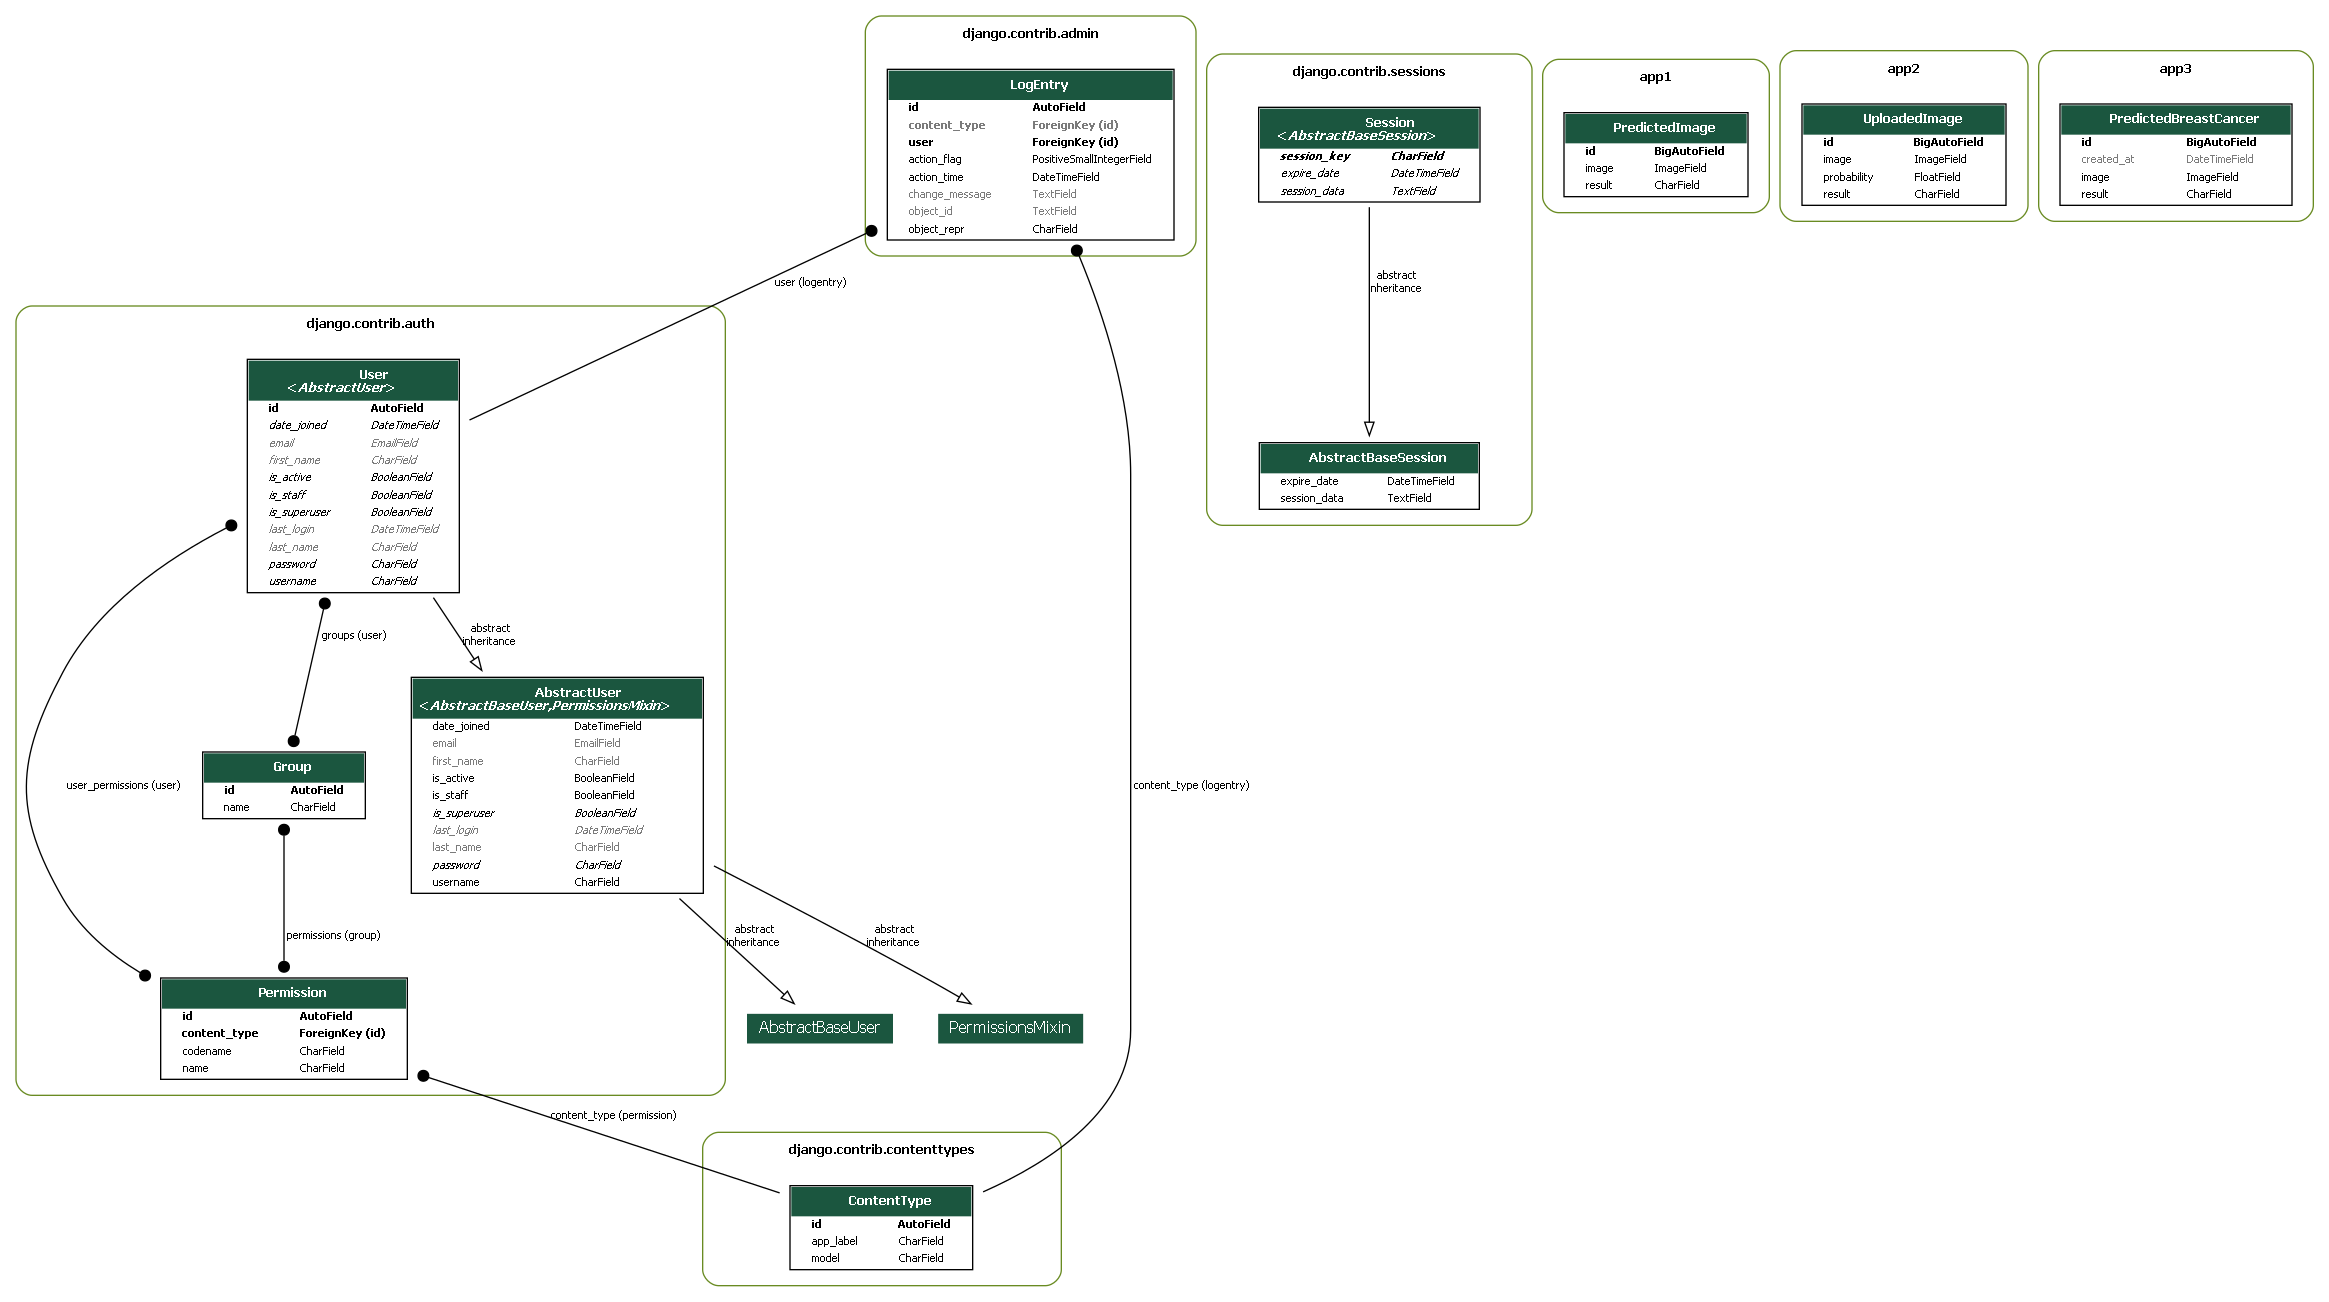 django.contrib.admin
LogEntry
id AutoField
content_type ForeignKey (id)
user ForeignKey (id)
action_flag PositiveSmallIntegerField
action_time DateTimeField
change_message TextField
object_id TextField
object_repr CharField
django.contrib.sessions
Session
<AbstractBaseSession>
session_key CharField
expire_date DateTimeField
session_data TextField
abstract
inheritance
AbstractBaseSession
expire_date DateTimeField
session_data TextField
app1
PredictedImage
id BigAutoField
image ImageField
result CharField
app2
UploadedImage
id BigAutoField
image ImageField
probability FloatField
result CharField
app3
PredictedBreastCancer
id BigAutoField
created_at DateTimeField
image ImageField
result CharField
user (logentry)
django.contrib.auth
User
<AbstractUser>
id AutoField
date_joined DateTimeField
email EmailField
first_name CharField
is_active BooleanField
is_staff BooleanField
is_superuser BooleanField
last_login DateTimeField
last_name CharField
password CharField
username CharField
groups (user)
abstract
inheritance
AbstractUser
<AbstractBaseUser,PermissionsMixin>
date_joined DateTimeField
email EmailField
first_name CharField
is_active BooleanField
is_staff BooleanField
is_superuser BooleanField
last_login DateTimeField
last_name CharField
password CharField
username CharField
Group
id AutoField
name CharField
user_permissions (user)
content_type (logentry)
permissions (group)
abstract
inheritance
abstract
inheritance
Permission
id AutoField
content_type ForeignKey (id)
codename CharField
name CharField
AbstractBaseUser
PermissionsMixin
content_type (permission)
django.contrib.contenttypes
ContentType
id AutoField
app_label CharField
model CharField